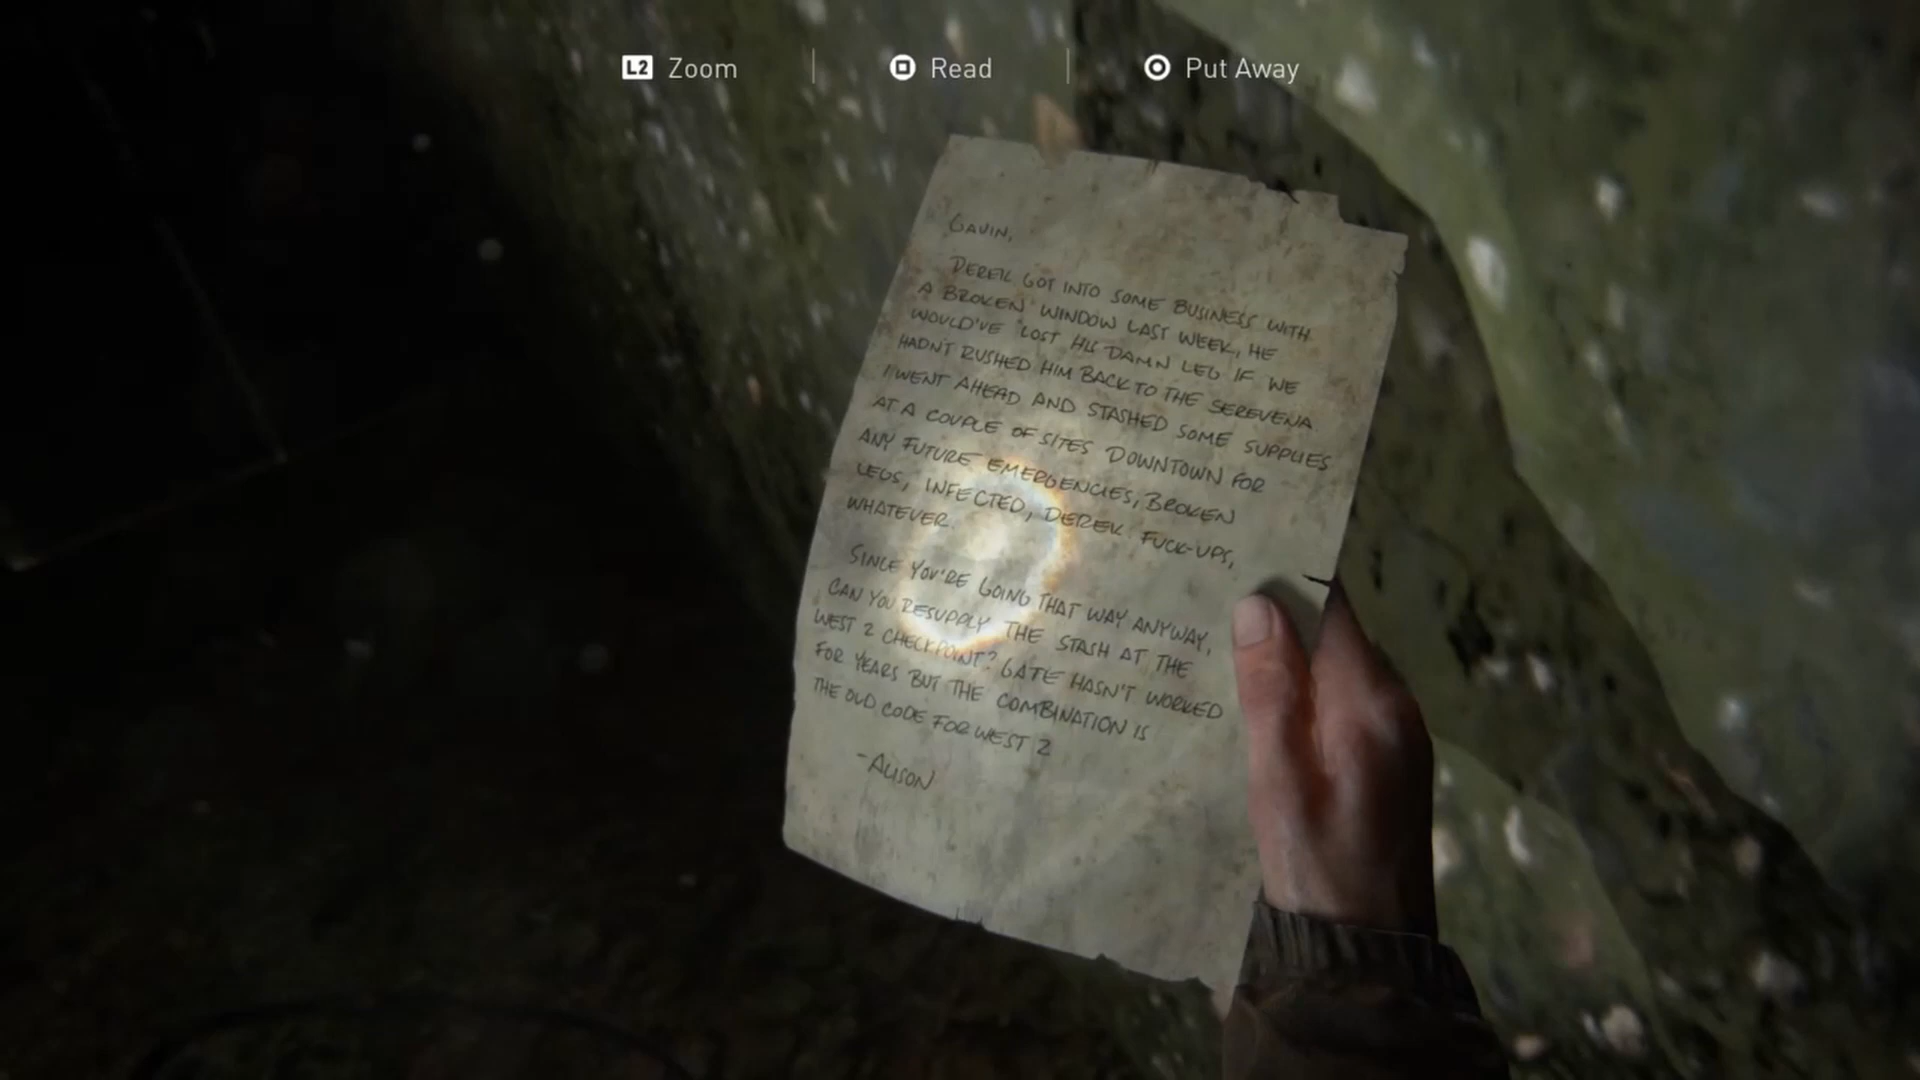 L2 Zoom | Read | Put Away
GAVIN,
DEREK GOT INTO SOME BUSINESS WITH
A BROKEN WINDOW LAST WEEK, HE
WOULD'VE LOST HIS DAMN LEG IF WE
HADN'T RUSHED HIM BACK TO THE SEREVENA
I WENT AHEAD AND STASHED SOME SUPPLIES
AT A COUPLE OF SITES DOWNTOWN FOR
ANY FUTURE EMERGENCIES, BROKEN
LEGS, INFECTED, DEREK FUCK-UPS,
WHATEVER.
SINCE YOU'RE GOING THAT WAY ANYWAY,
CAN YOU RESUPPLY THE STASH AT THE
WEST 2 CHECKPOINT? GATE HASN'T WORKED
FOR YEARS BUT THE COMBINATION IS
THE OLD CODE FOR WEST 2
-ALISON